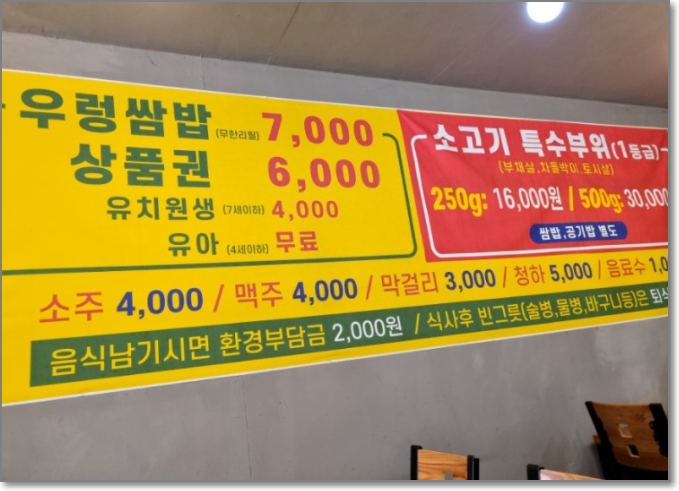 우렁쌈밥 (무한리필) 7,000
상품권 6,000
유치원생 (7세이하) 4,000
유아 (4세이하) 무료
소고기 특수부위(1등급)
(부채살,차돌박이,토시살)
250g: 16,000원 / 500g: 30,000
쌈밥,공기밥 별도
소주 4,000 / 맥주 4,000 / 막걸리 3,000 / 청하 5,000 / 음료수 1,0
음식남기시면 환경부담금 2,000원 / 식사후 빈그릇(술병,물병,바구니등)은 퇴식